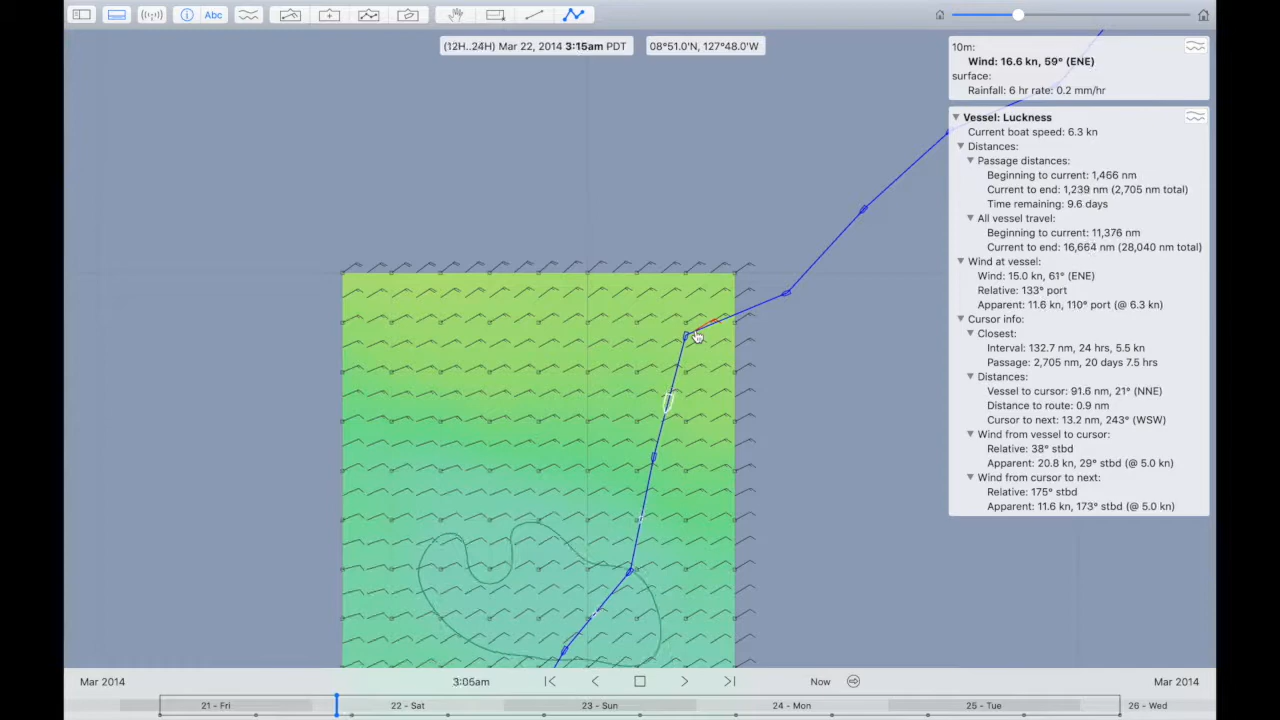 Abc
(12H..24H) Mar 22, 2014 3:15am PDT
08°51.0'N, 127°48.0'W
10m:
Wind: 16.6 kn, 59° (ENE)
surface:
Rainfall: 6 hr rate: 0.2 mm/hr
Vessel: Luckness
Current boat speed: 6.3 kn
Distances:
Passage distances:
Beginning to current: 1,466 nm
Current to end: 1,239 nm (2,705 nm total)
Time remaining: 9.6 days
All vessel travel:
Beginning to current: 11,376 nm
Current to end: 16,664 nm (28,040 nm total)
Wind at vessel:
Wind: 15.0 kn, 61° (ENE)
Relative: 133° port
Apparent: 11.6 kn, 110° port (@ 6.3 kn)
Cursor info:
Closest:
Interval: 132.7 nm, 24 hrs, 5.5 kn
Passage: 2,705 nm, 20 days 7.5 hrs
Distances:
Vessel to cursor: 91.6 nm, 21° (NNE)
Distance to route: 0.9 nm
Cursor to next: 13.2 nm, 243° (WSW)
Wind from vessel to cursor:
Relative: 38° stbd
Apparent: 20.8 kn, 29° stbd (@ 5.0 kn)
Wind from cursor to next:
Relative: 175° stbd
Apparent: 11.6 kn, 173° stbd (@ 5.0 kn)
Mar 2014
3:05am
Now
Mar 2014
21 - Fri
22 - Sat
23 - Sun
24 - Mon
25 - Tue
26 - Wed